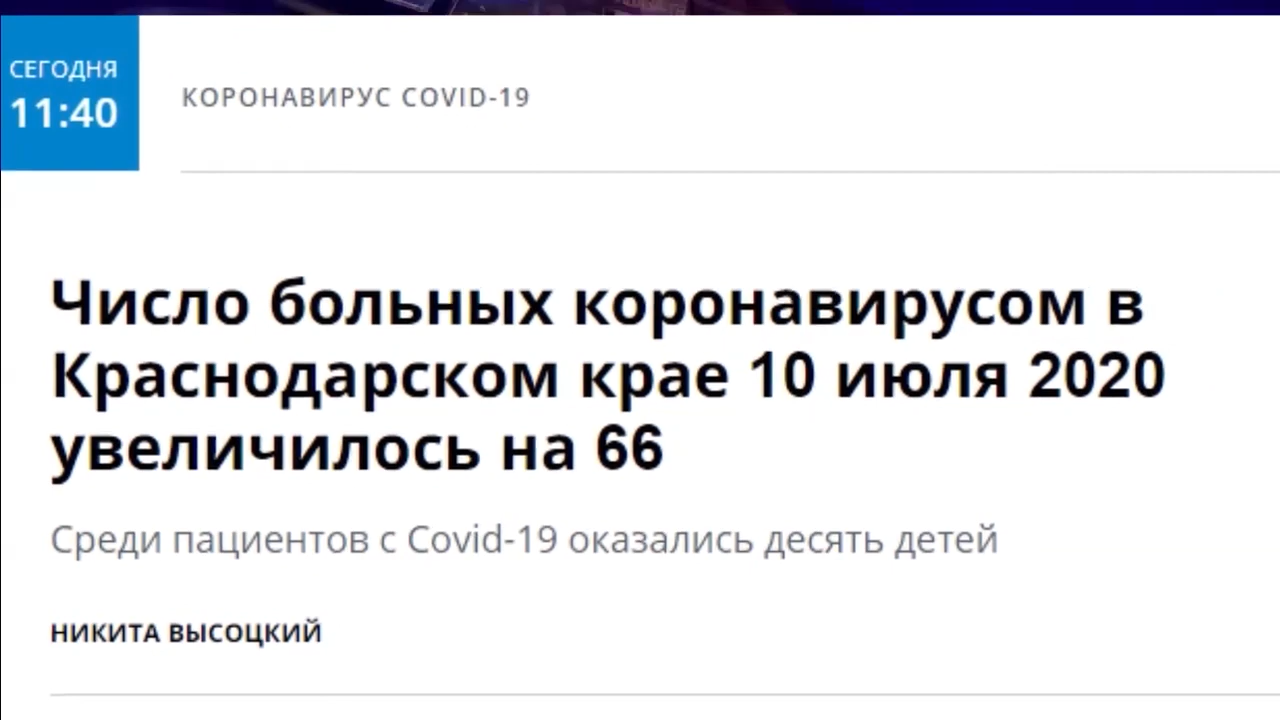 СЕГОДНЯ
11:40
КОРОНАВИРУС COVID-19
Число больных коронавирусом в
Краснодарском крае 10 июля 2020
увеличилось на 66
Среди пациентов с Covid-19 оказались десять детей
НИКИТА ВЫСОЦКИЙ